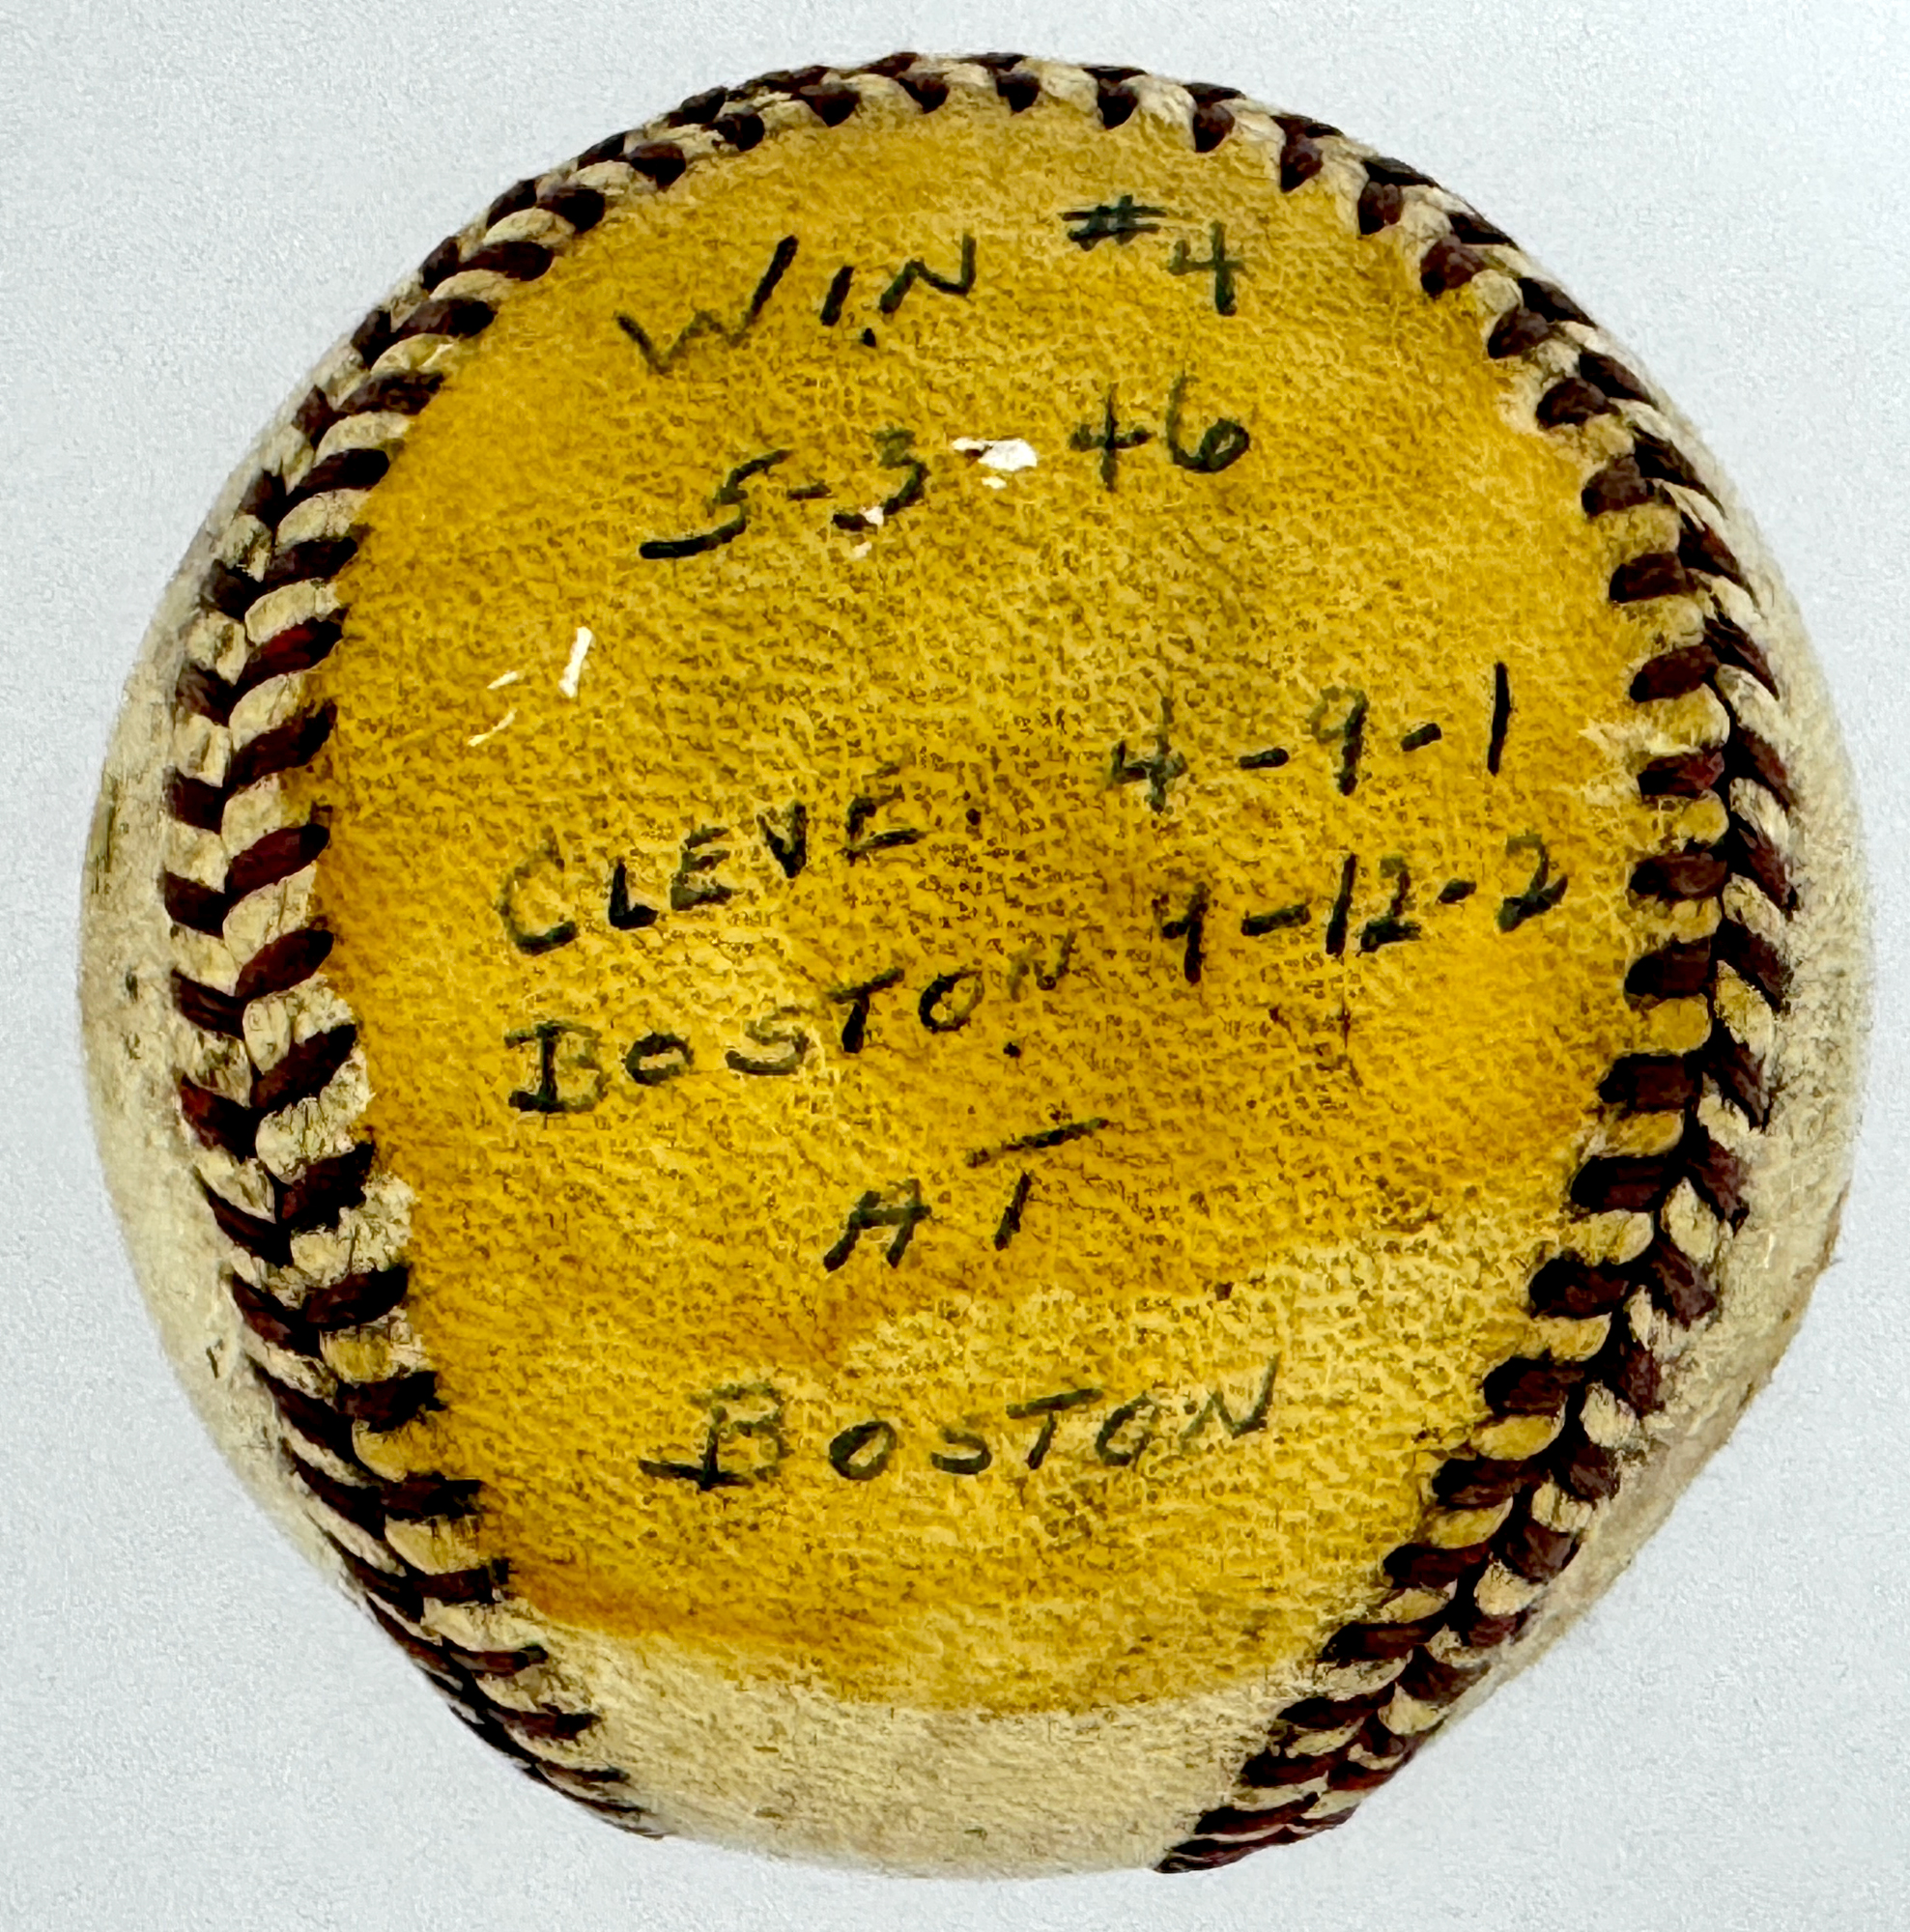 WIN #4
5-3-46
CLEVE. 4-9-1
BOSTON 9-12-2
AT
BOSTON